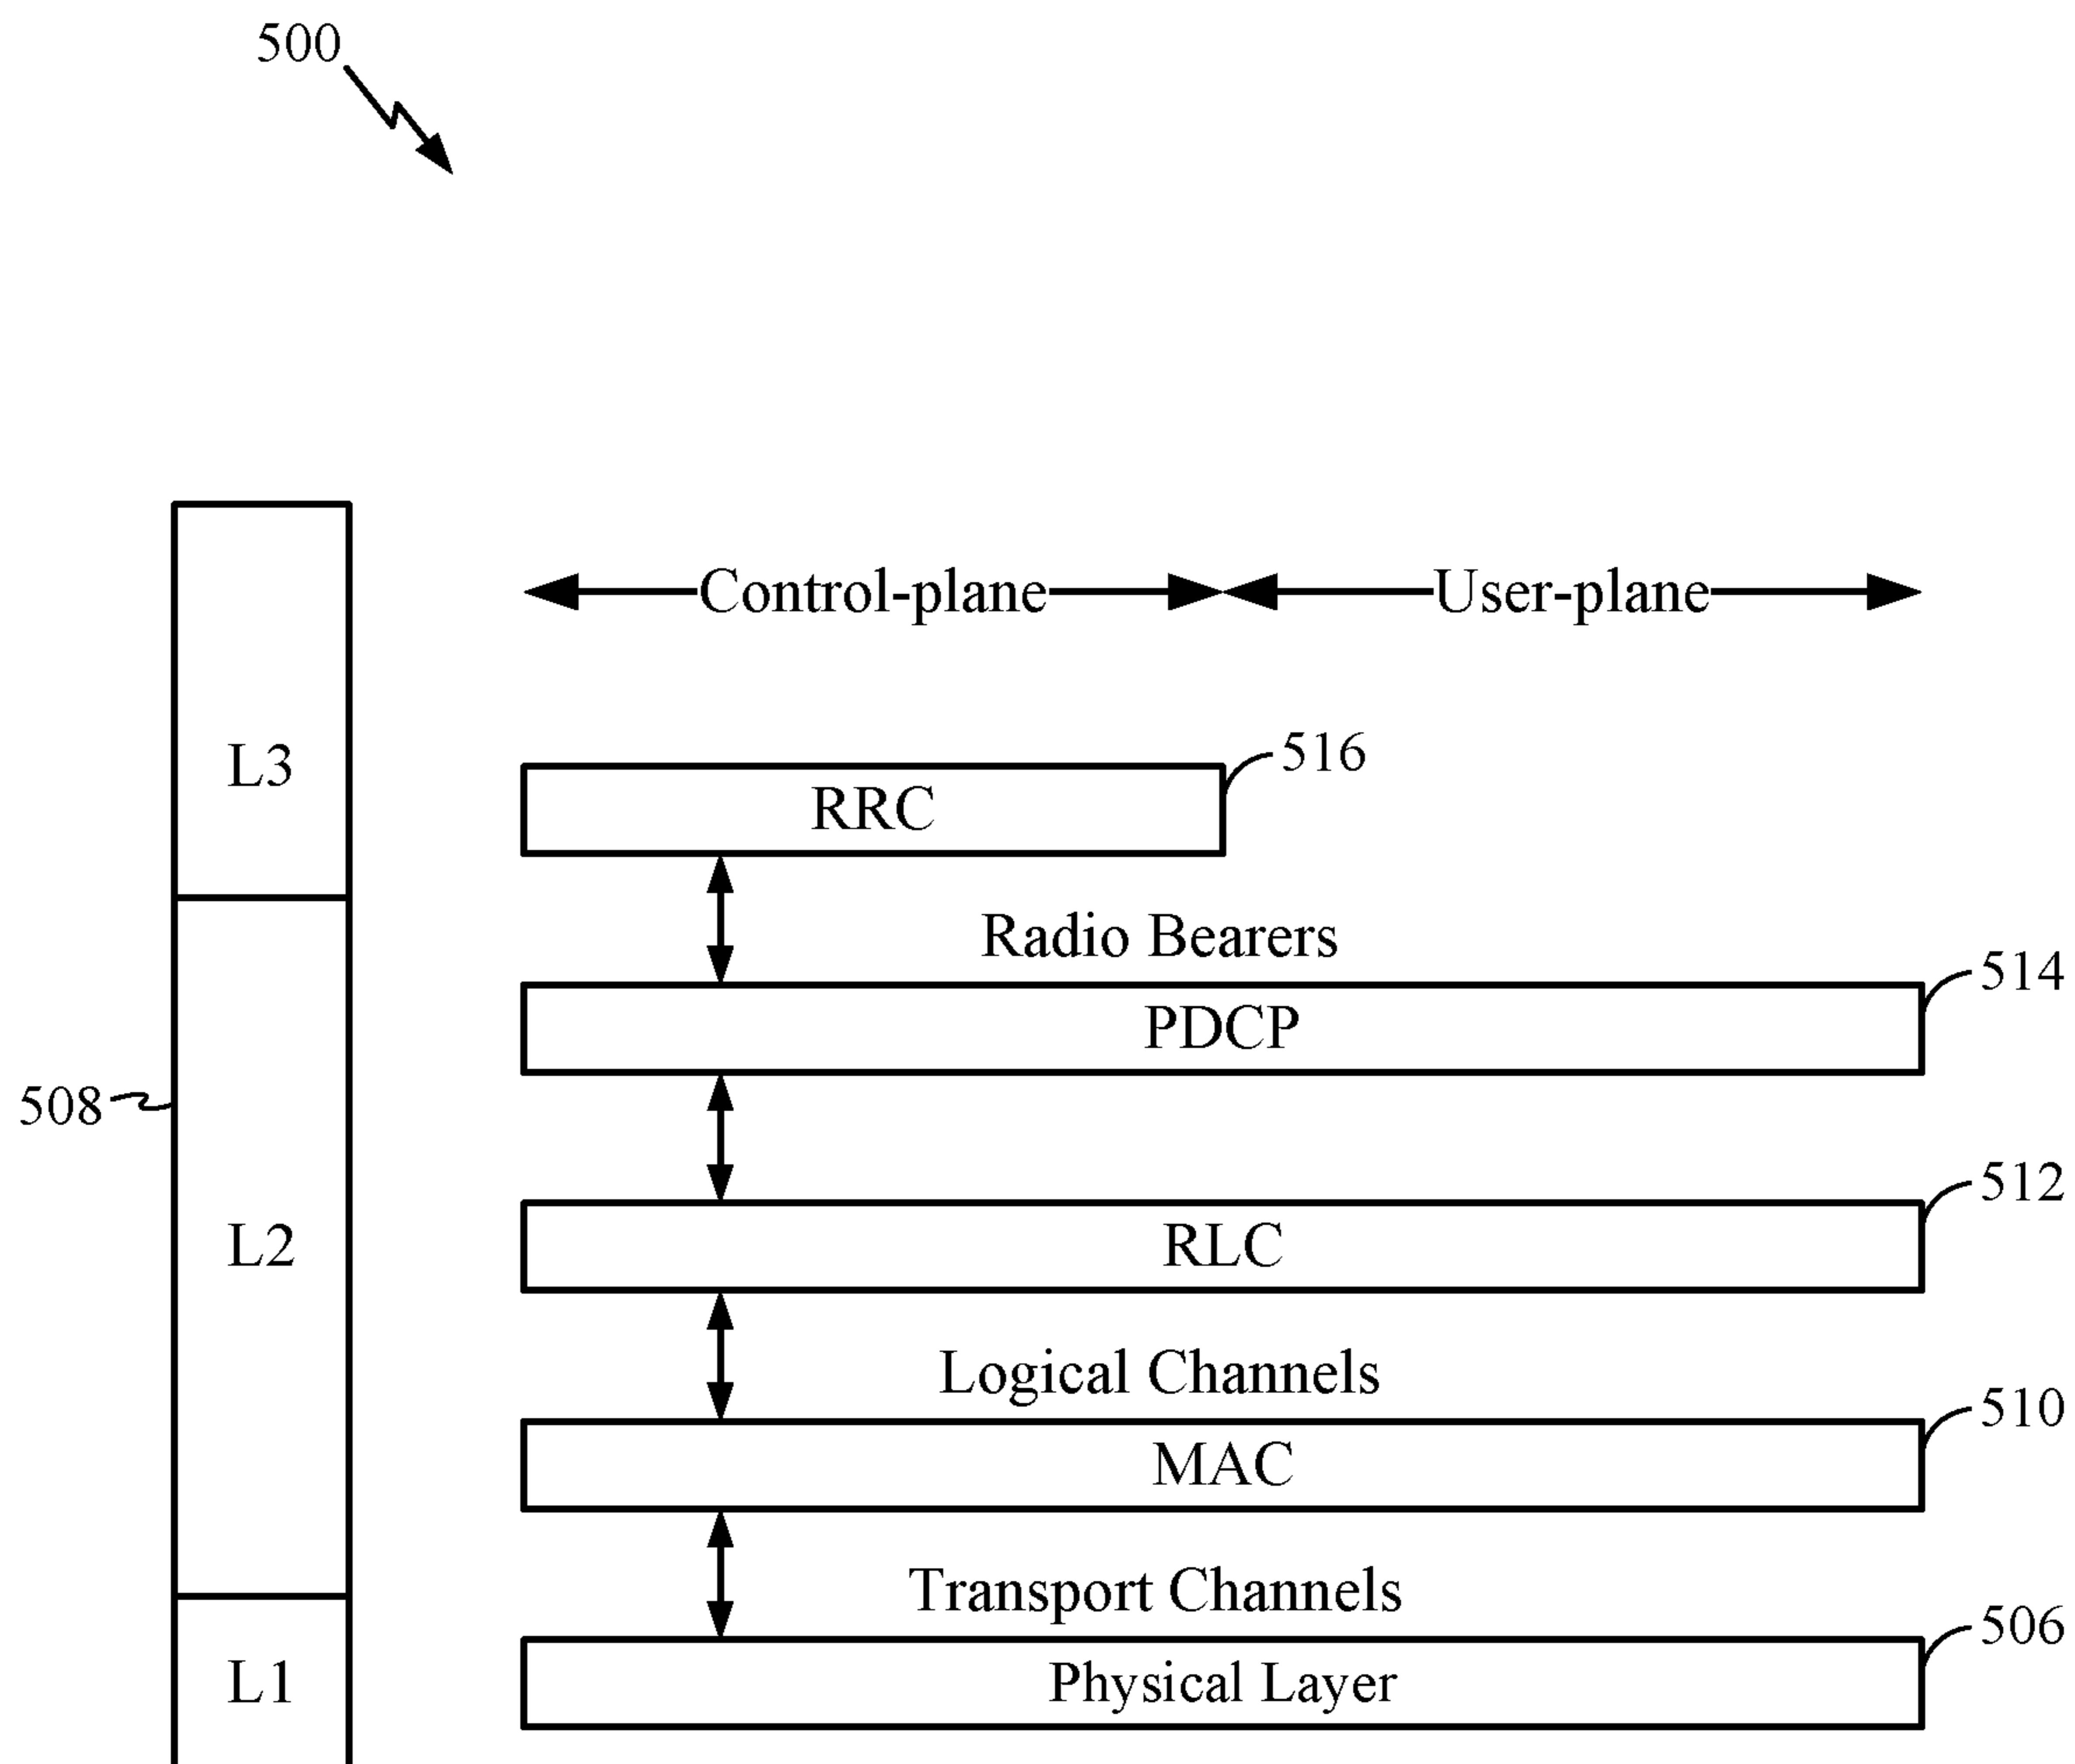 500
Control-plane
User-plane
L3
516
RRC
Radio Bearers
514
PDCP
508
512
L2
RLC
Logical Channels
510
MAC
Transport Channels
506
L1
Physical Layer